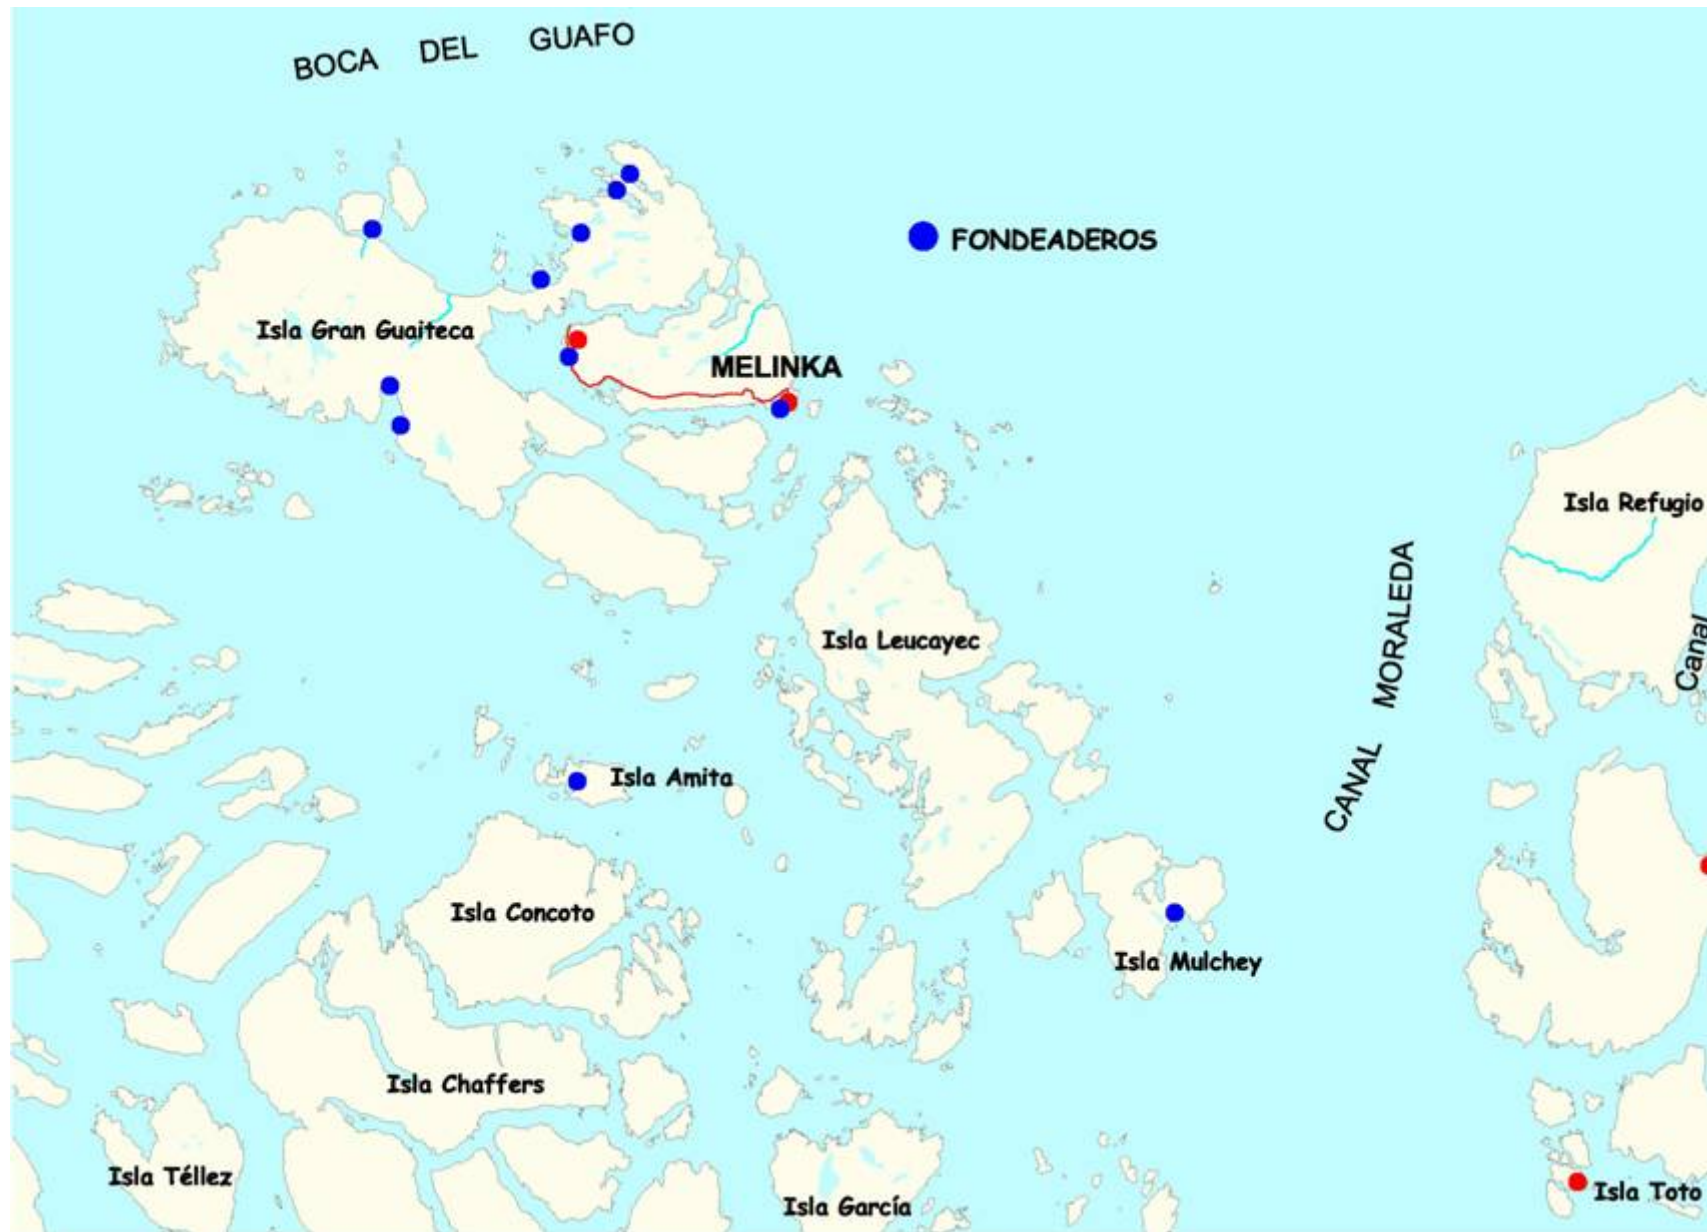 BOCA DEL GUAFO
FONDEADEROS
Isla Gran Guaiteca
MELINKA
Isla Refugio
CANAL MORALEDA
Canal
Isla Leucayec
Isla Amita
Isla Concoto
Isla Mulchey
Isla Chaffers
Isla Téllez
Isla García
Isla Toto